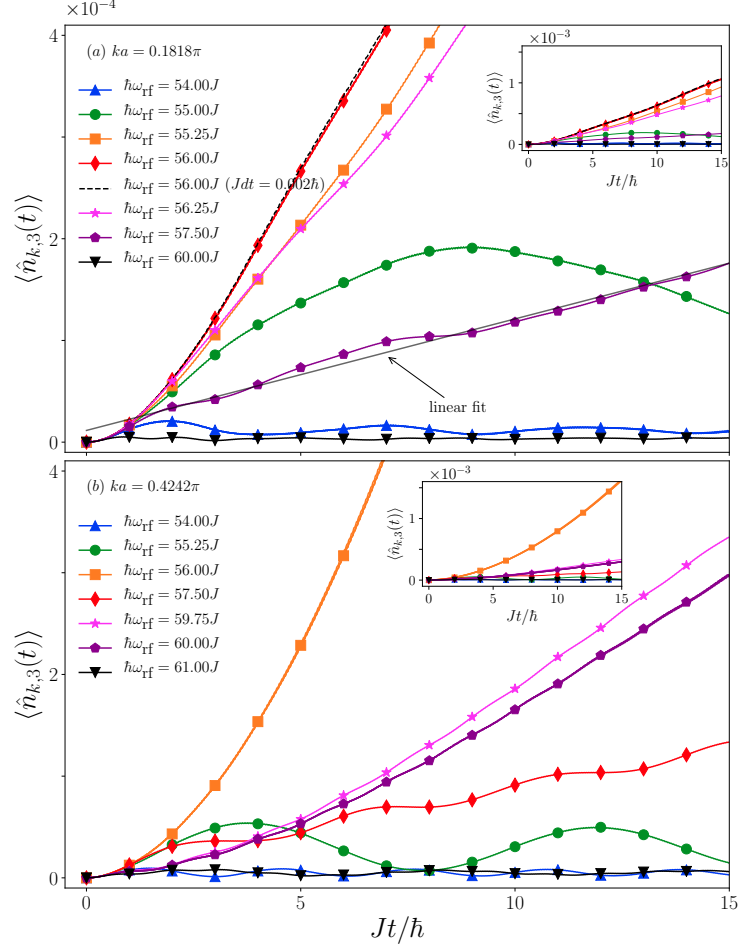 ×10⁻⁴
(a) ka = 0.1818π
ℏω_rf = 54.00J
ℏω_rf = 55.00J
ℏω_rf = 55.25J
ℏω_rf = 56.00J
ℏω_rf = 56.00J (Jdt = 0.002ℏ)
ℏω_rf = 56.25J
ℏω_rf = 57.50J
ℏω_rf = 60.00J
⟨n̂_{k,3}(t)⟩
4
2
0
linear fit
×10⁻³
⟨n̂_{k,3}(t)⟩
1
0
0 5 10 15
Jt/ℏ
(b) ka = 0.4242π
ℏω_rf = 54.00J
ℏω_rf = 55.25J
ℏω_rf = 56.00J
ℏω_rf = 57.50J
ℏω_rf = 59.75J
ℏω_rf = 60.00J
ℏω_rf = 61.00J
⟨n̂_{k,3}(t)⟩
4
2
0
×10⁻³
⟨n̂_{k,3}(t)⟩
1
0
0 5 10 15
Jt/ℏ
0 5 10 15
Jt/ℏ